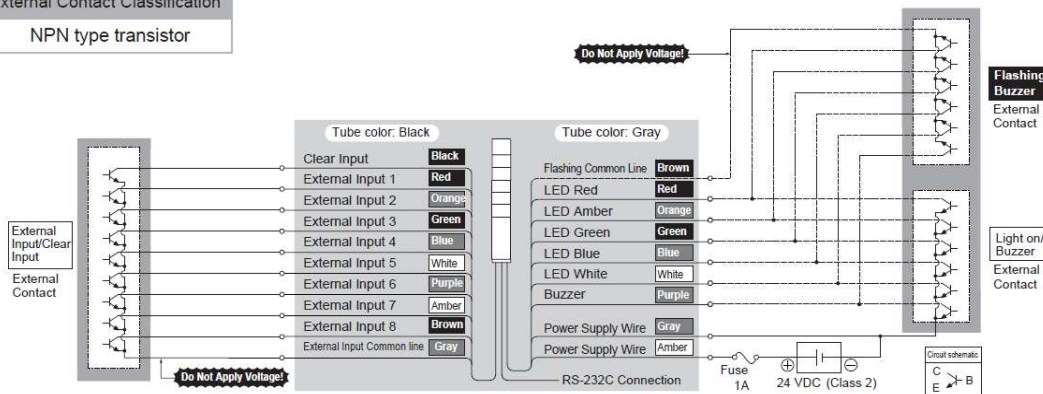 External Contact Classification
NPN type transistor
Do Not Apply Voltage!
Flashing
Buzzer
External
Contact
Tube color: Black
Tube color: Gray
Clear Input Black
External Input 1 Red
External Input 2 Orange
External Input 3 Green
External Input 4 Blue
External Input 5 White
External Input 6 Purple
External Input 7 Amber
External Input 8 Brown
External Input Common line Gray
Flashing Common Line Brown
LED Red Red
LED Amber Orange
LED Green Green
LED Blue Blue
LED White White
Buzzer Purple
Power Supply Wire Gray
Power Supply Wire Amber
External
Input/Clear
Input
External
Contact
Light on/
Buzzer
External
Contact
Do Not Apply Voltage!
RS-232C Connection
Fuse
1A
+ −
24 VDC (Class 2)
Circuit schematic
C
B
E